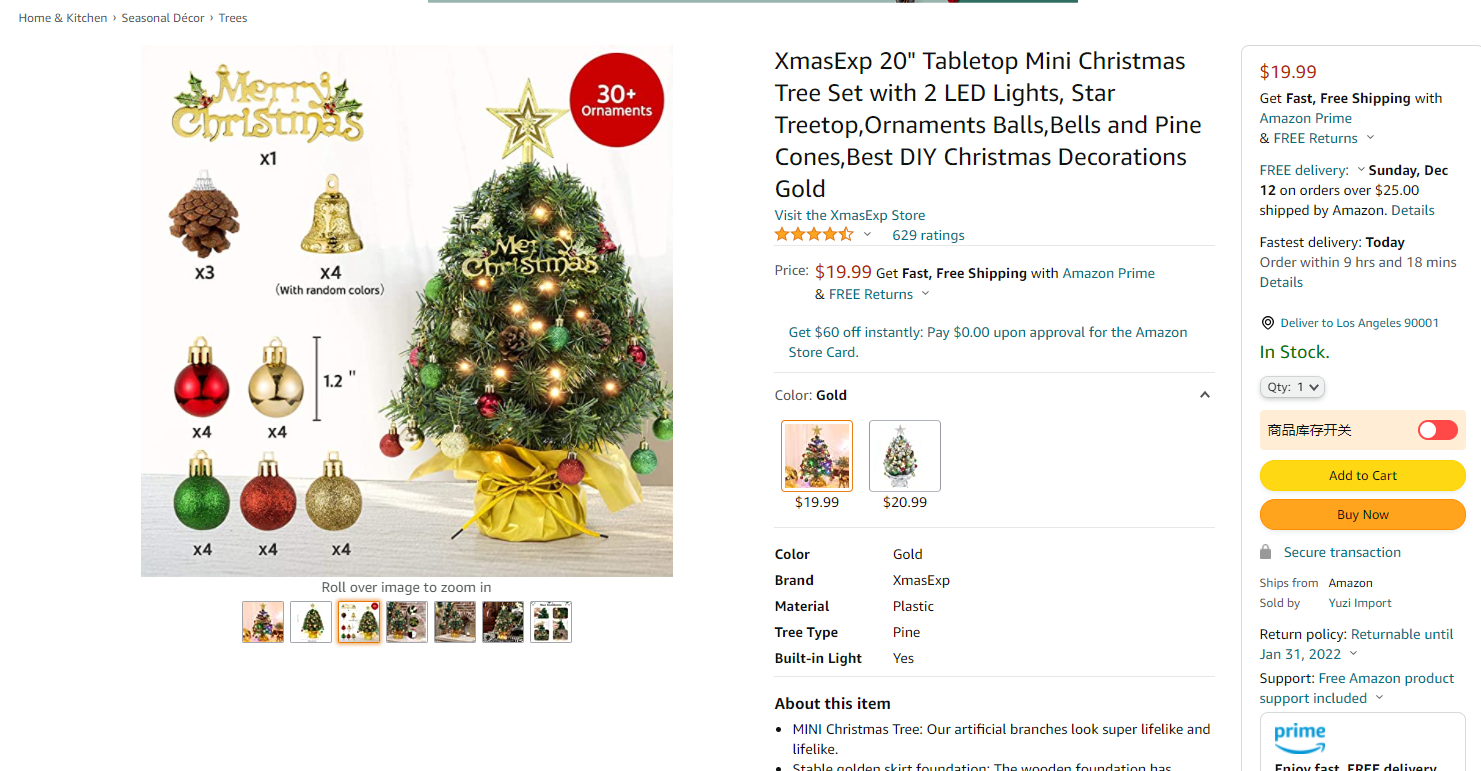 Home & Kitchen › Seasonal Décor › Trees
Merry
Christmas
x1
30+
Ornaments
x3
x4
(With random colors)
Merry
Christmas
1.2 "
x4
x4
x4
x4
x4
Roll over image to zoom in
XmasExp 20" Tabletop Mini Christmas
Tree Set with 2 LED Lights, Star
Treetop,Ornaments Balls,Bells and Pine
Cones,Best DIY Christmas Decorations
Gold
Visit the XmasExp Store
629 ratings
Price: $19.99 Get Fast, Free Shipping with Amazon Prime
& FREE Returns
Get $60 off instantly: Pay $0.00 upon approval for the Amazon
Store Card.
Color: Gold
$19.99
$20.99
Color Gold
Brand XmasExp
Material Plastic
Tree Type Pine
Built-in Light Yes
About this item
• MINI Christmas Tree: Our artificial branches look super lifelike and
lifelike.
• Stable golden skirt foundation: The wooden foundation has
$19.99
Get Fast, Free Shipping with
Amazon Prime
& FREE Returns
FREE delivery: Sunday, Dec
12 on orders over $25.00
shipped by Amazon. Details
Fastest delivery: Today
Order within 9 hrs and 18 mins
Details
Deliver to Los Angeles 90001
In Stock.
Qty: 1
商品库存开关
Add to Cart
Buy Now
Secure transaction
Ships from Amazon
Sold by Yuzi Import
Return policy: Returnable until
Jan 31, 2022
Support: Free Amazon product
support included
prime
Enjoy fast, FREE delivery,